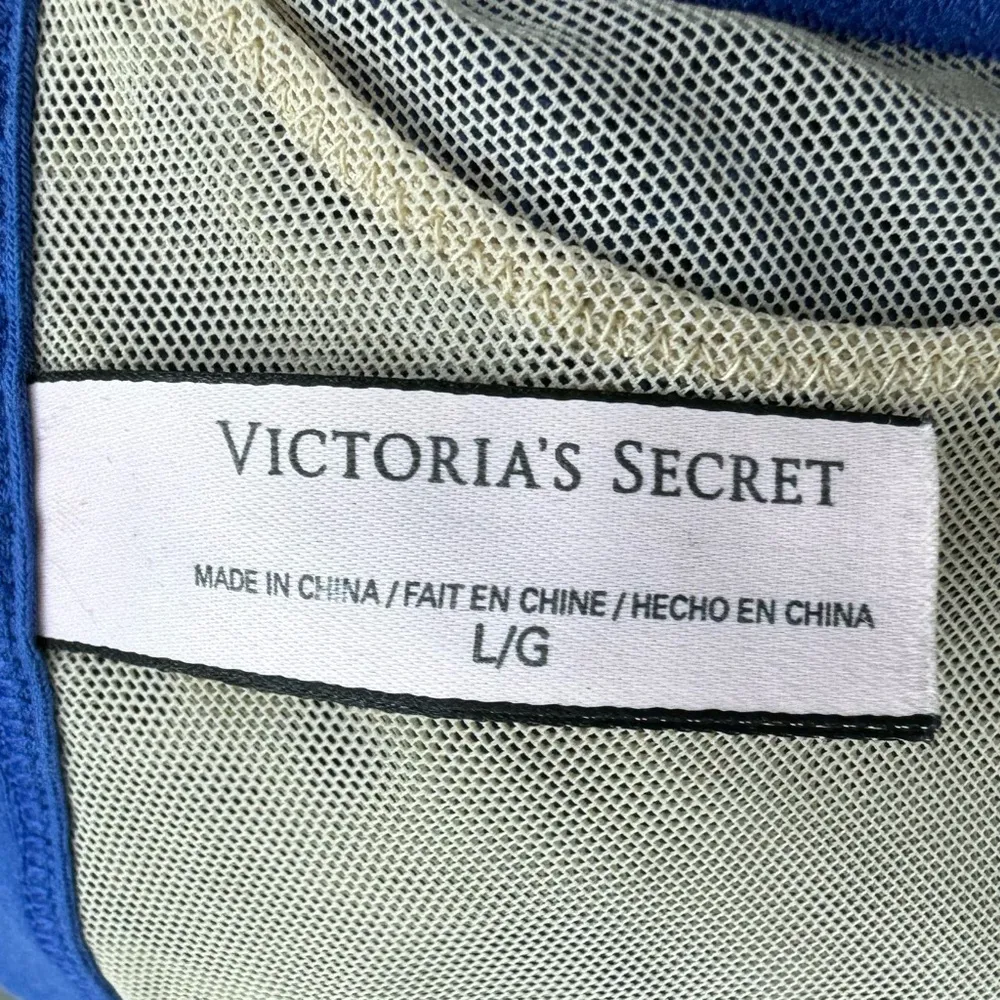 VICTORIA'S SECRET
MADE IN CHINA / FAIT EN CHINE / HECHO EN CHINA
L/G